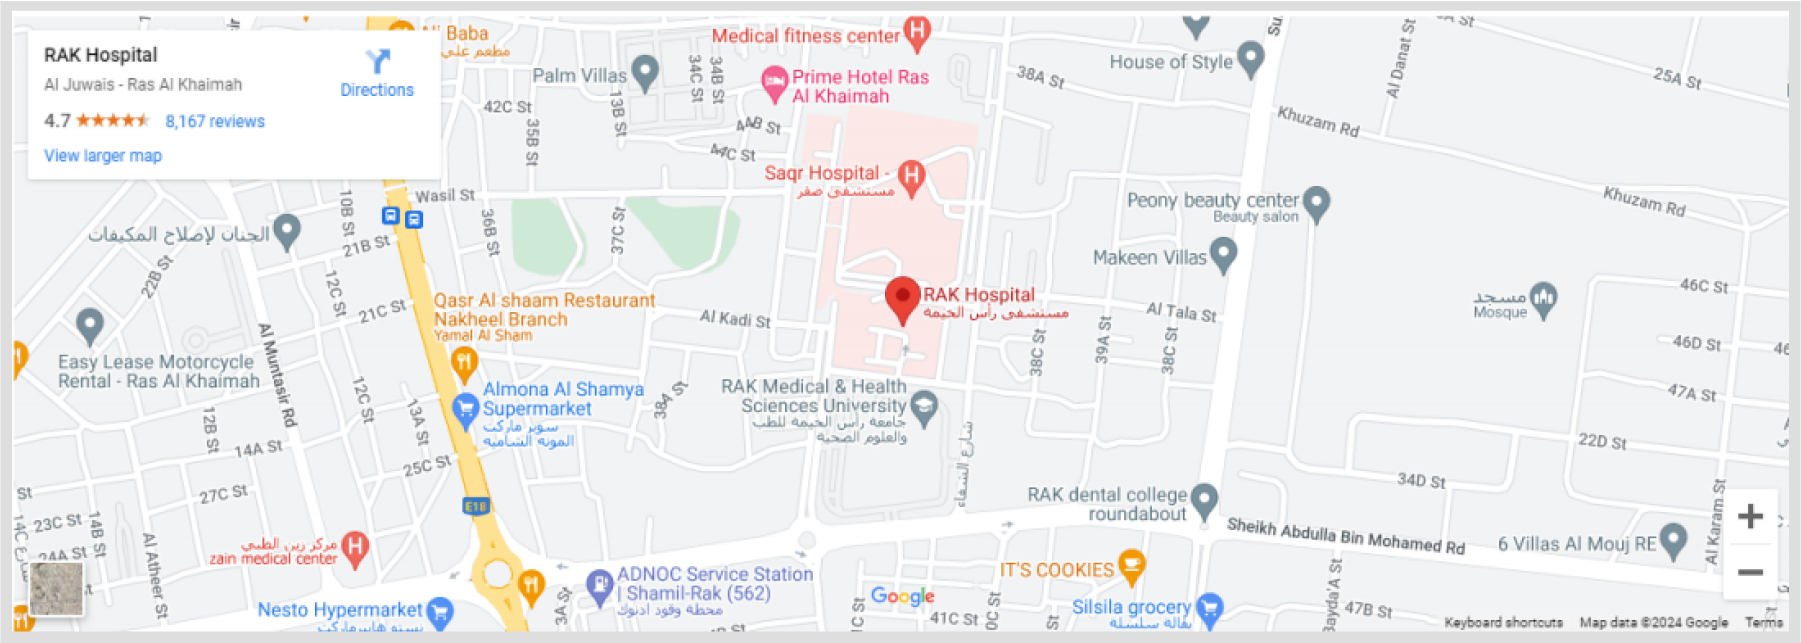 RAK Hospital
Al Juwais - Ras Al Khaimah
4.7
8,167 reviews
View larger map
Directions
Ali Baba
مطعم علي
Medical fitness center
Palm Villas
Prime Hotel Ras
Al Khaimah
House of Style
38A St
25A St
Al Danat St
Khuzam Rd
Khuzam Rd
34C St
34B St
13B St
42C St
35B St
44B St
44C St
Saqr Hospital -
مستشفى صقر
Wasil St
10B St
36B St
37C St
Peony beauty center
Beauty salon
Makeen Villas
الجنان لإصلاح المكيفات
21B St
22B St
12C St
21C St
Qasr Al shaam Restaurant
Nakheel Branch
Yamal Al Sham
Al Kadi St
RAK Hospital
مستشفى رأس الخيمة
Al Tala St
46C St
مسجد
Mosque
46D St
46
47A St
39A St
38C St
38C St
Easy Lease Motorcycle
Rental - Ras Al Khaimah
Al Muntasir Rd
12C St
13A St
12B St
14A St
25C St
27C St
Almona Al Shamya
Supermarket
سوبر ماركت
المونه الشاميه
38A St
RAK Medical & Health
Sciences University
جامعة رأس الخيمة للطب
والعلوم الصحية
شارع الشفاء
22D St
34D St
RAK dental college
roundabout
Sheikh Abdulla Bin Mohamed Rd
6 Villas Al Mouj RE
Al Karam St
E18
St
23C St
14B St
14C
24A St
Al Atheer St
مركز زين الطبي
zain medical center
Nesto Hypermarket
نستو هايبرماركت
ADNOC Service Station
| Shamil-Rak (562)
محطة وقود ادنوك
3A St
Google
IT'S COOKIES
Silsila grocery
بقالة سلسلة
41C St
47B St
Keyboard shortcuts
Map data ©2024 Google
Terms